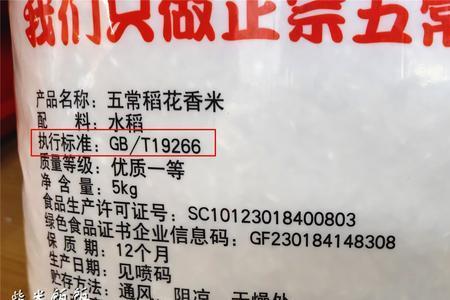 我们只做正宗五常
产品名称：五常稻花香米
配 料：水稻
执行标准：GB/T19266
质量等级：优质一等
净 含 量：5kg
食品生产许可证号：SC10123018400803
绿色食品证书企业信息码：GF230184148308
保 质 期：12个月
生产日期：见喷码
贮存方法：通风、阴凉、干燥处